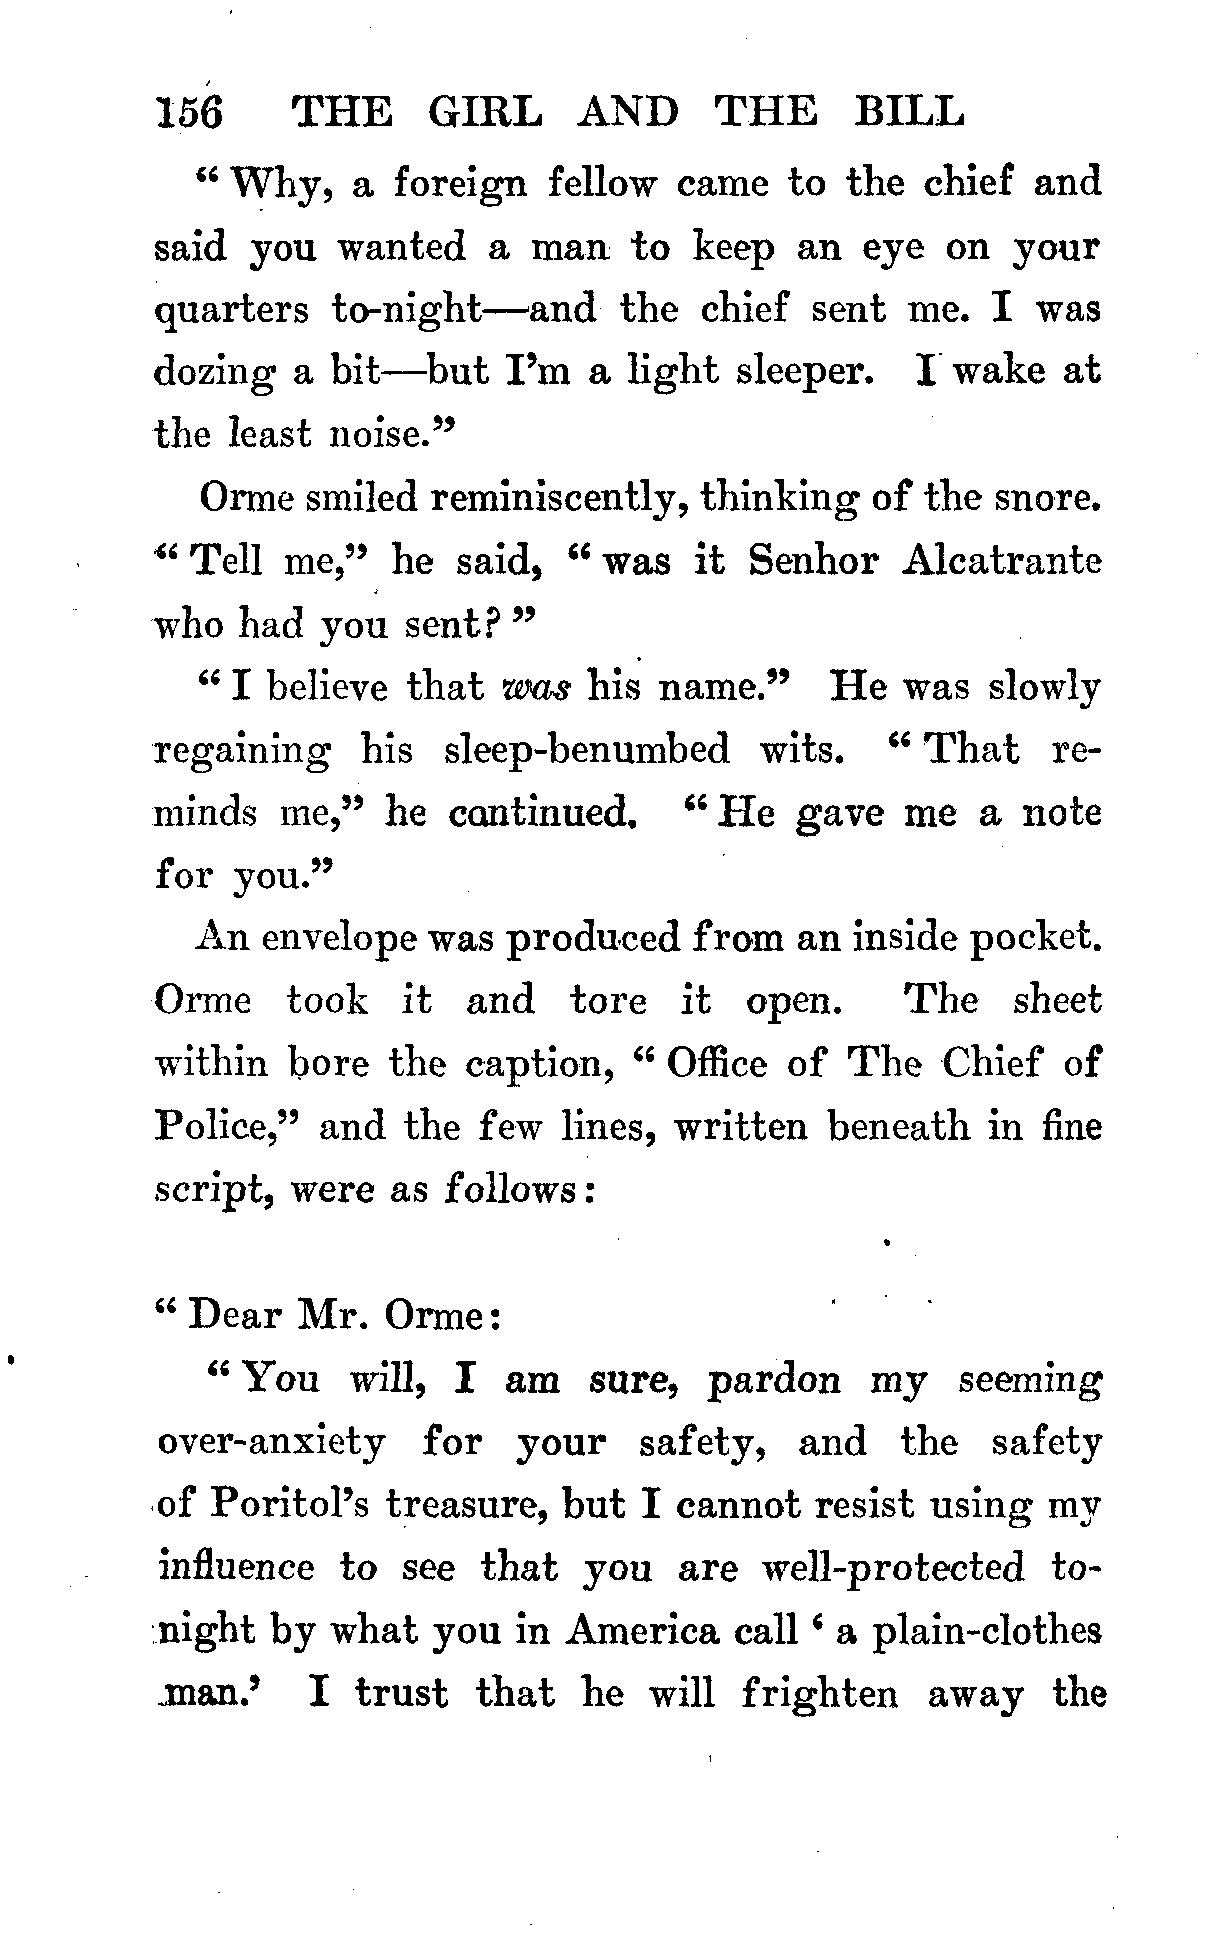 156 THE GIRL AND THE BILL
“Why, a foreign fellow came to the chief and
said you wanted a man to keep an eye on your
quarters to-night—and the chief sent me. I was
dozing a bit—but I’m a light sleeper. I wake at
the least noise.”
Orme smiled reminiscently, thinking of the snore.
“Tell me,” he said, “was it Senhor Alcatrante
who had you sent?”
“I believe that was his name.” He was slowly
regaining his sleep-benumbed wits. “That re-
minds me,” he continued. “He gave me a note
for you.”
An envelope was produced from an inside pocket.
Orme took it and tore it open. The sheet
within bore the caption, “Office of The Chief of
Police,” and the few lines, written beneath in fine
script, were as follows:
“Dear Mr. Orme:
“You will, I am sure, pardon my seeming
over-anxiety for your safety, and the safety
of Poritol’s treasure, but I cannot resist using my
influence to see that you are well-protected to-
night by what you in America call ‘a plain-clothes
man.’ I trust that he will frighten away the